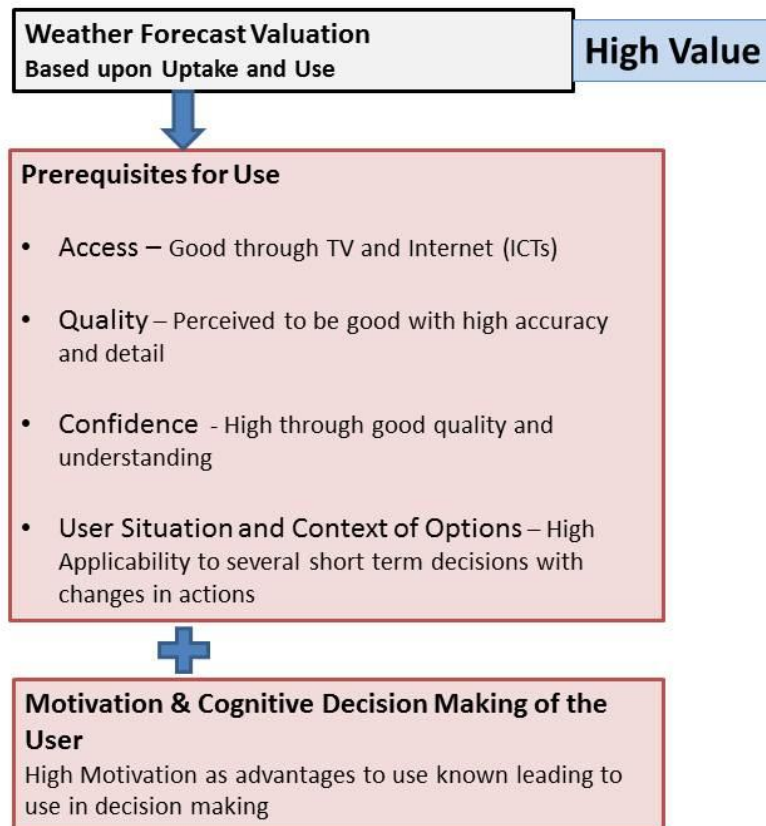 Weather Forecast Valuation
Based upon Uptake and Use
High Value
Prerequisites for Use
• Access – Good through TV and Internet (ICTs)
• Quality – Perceived to be good with high accuracy
and detail
• Confidence - High through good quality and
understanding
• User Situation and Context of Options – High
Applicability to several short term decisions with
changes in actions
Motivation & Cognitive Decision Making of the
User
High Motivation as advantages to use known leading to
use in decision making